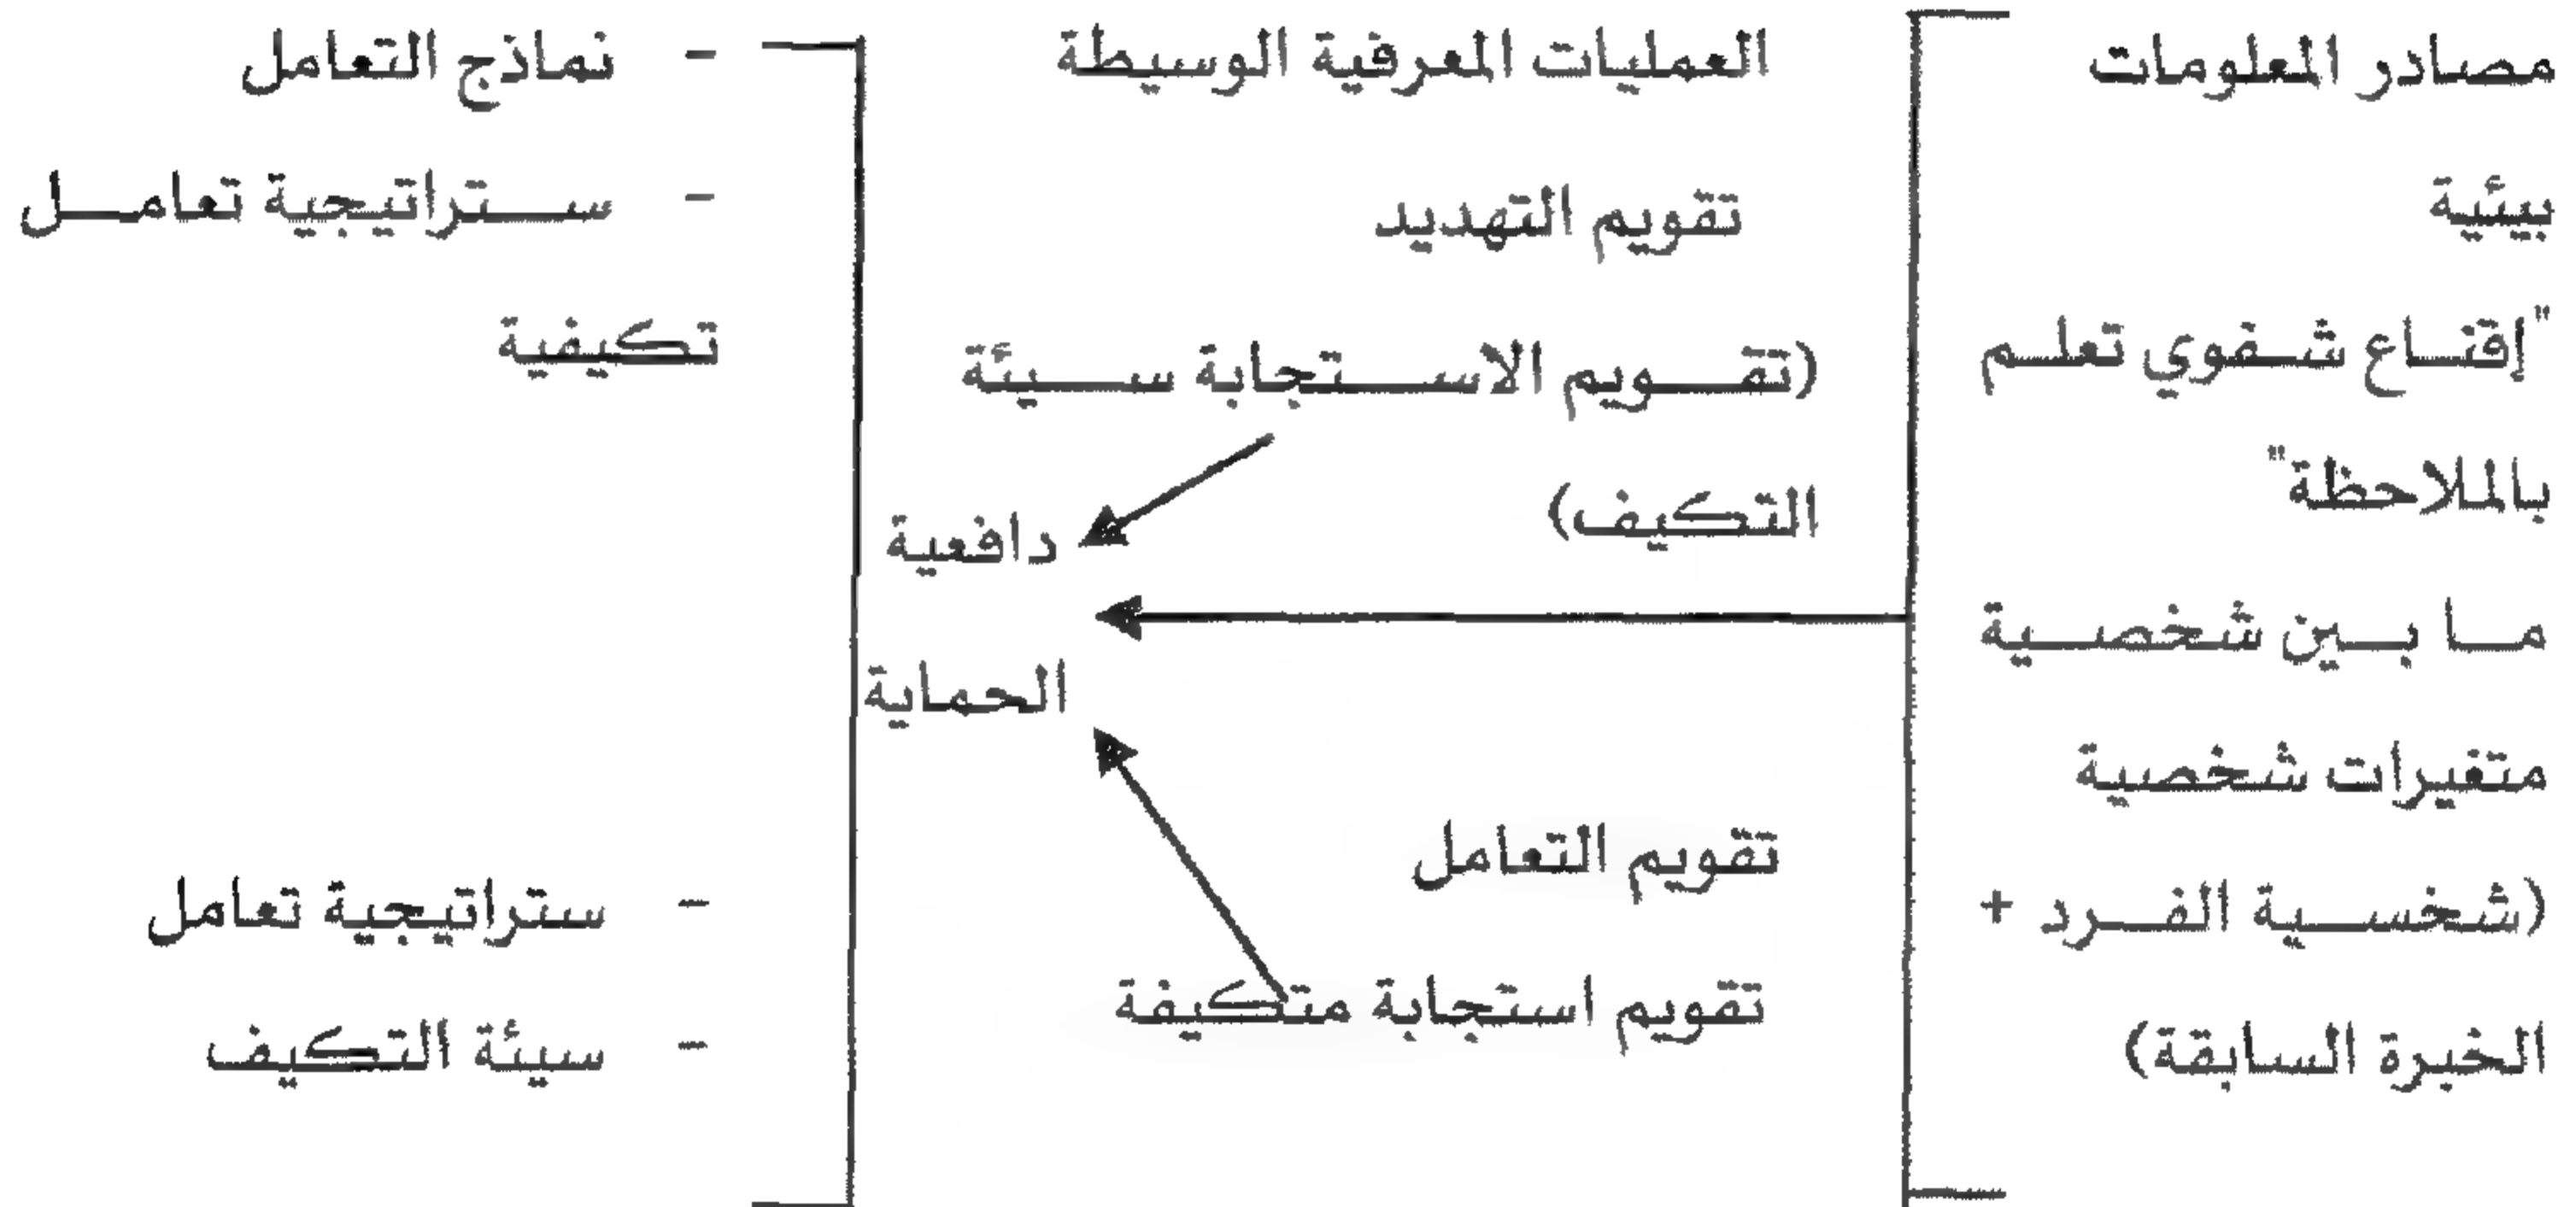 مصادر المعلومات
بيئية
"إقناع شفوي تعلم
بالملاحظة"
ما بين شخصية
متغيرات شخصية
(شخسية الفرد +
الخبرة السابقة)
العمليات المعرفية الوسيطة
تقويم التهديد
(تقويم الاستجابة سيئة
التكيف)
دافعية
الحماية
تقويم التعامل
تقويم استجابة متكيفة
- نماذج التعامل
- ستراتيجية تعامل
تكيفية
- ستراتيجية تعامل
- سيئة التكيف